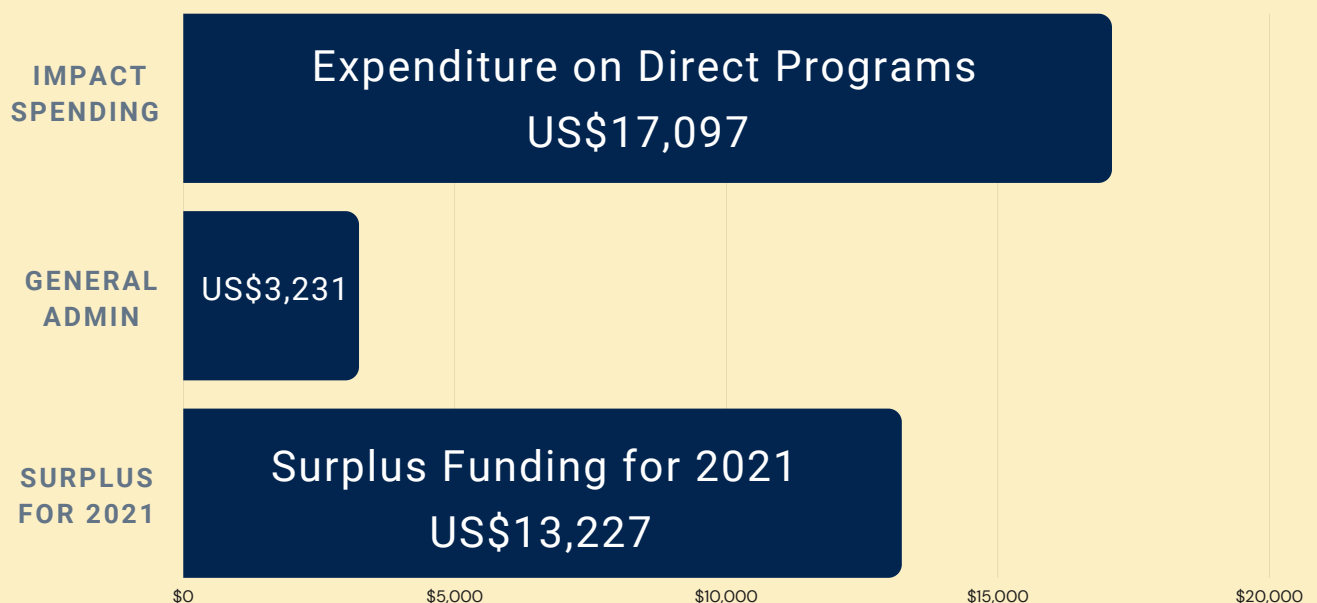 IMPACT
SPENDING
Expenditure on Direct Programs
US$17,097
GENERAL
ADMIN
US$3,231
SURPLUS
FOR 2021
Surplus Funding for 2021
US$13,227
$0 $5,000 $10,000 $15,000 $20,000